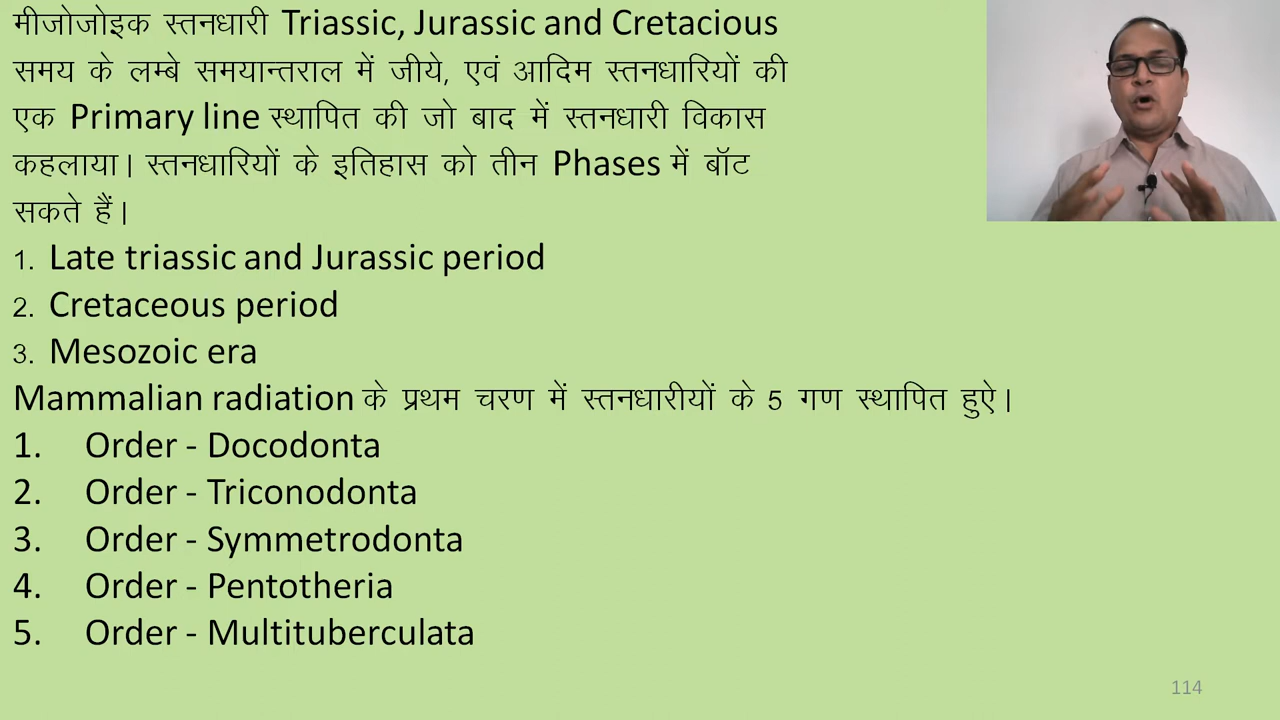 मीजोजोइक स्तनधारी Triassic, Jurassic and Cretacious
समय के लम्बे समयान्तराल में जीये, एवं आदिम स्तनधारियों की
एक Primary line स्थापित की जो बाद में स्तनधारी विकास
कहलाया। स्तनधारियों के इतिहास को तीन Phases में बॉट
सकते हैं।
1. Late triassic and Jurassic period
2. Cretaceous period
3. Mesozoic era
Mammalian radiation के प्रथम चरण में स्तनधारीयों के 5 गण स्थापित हुऐ।
1. Order - Docodonta
2. Order - Triconodonta
3. Order - Symmetrodonta
4. Order - Pentotheria
5. Order - Multituberculata
114